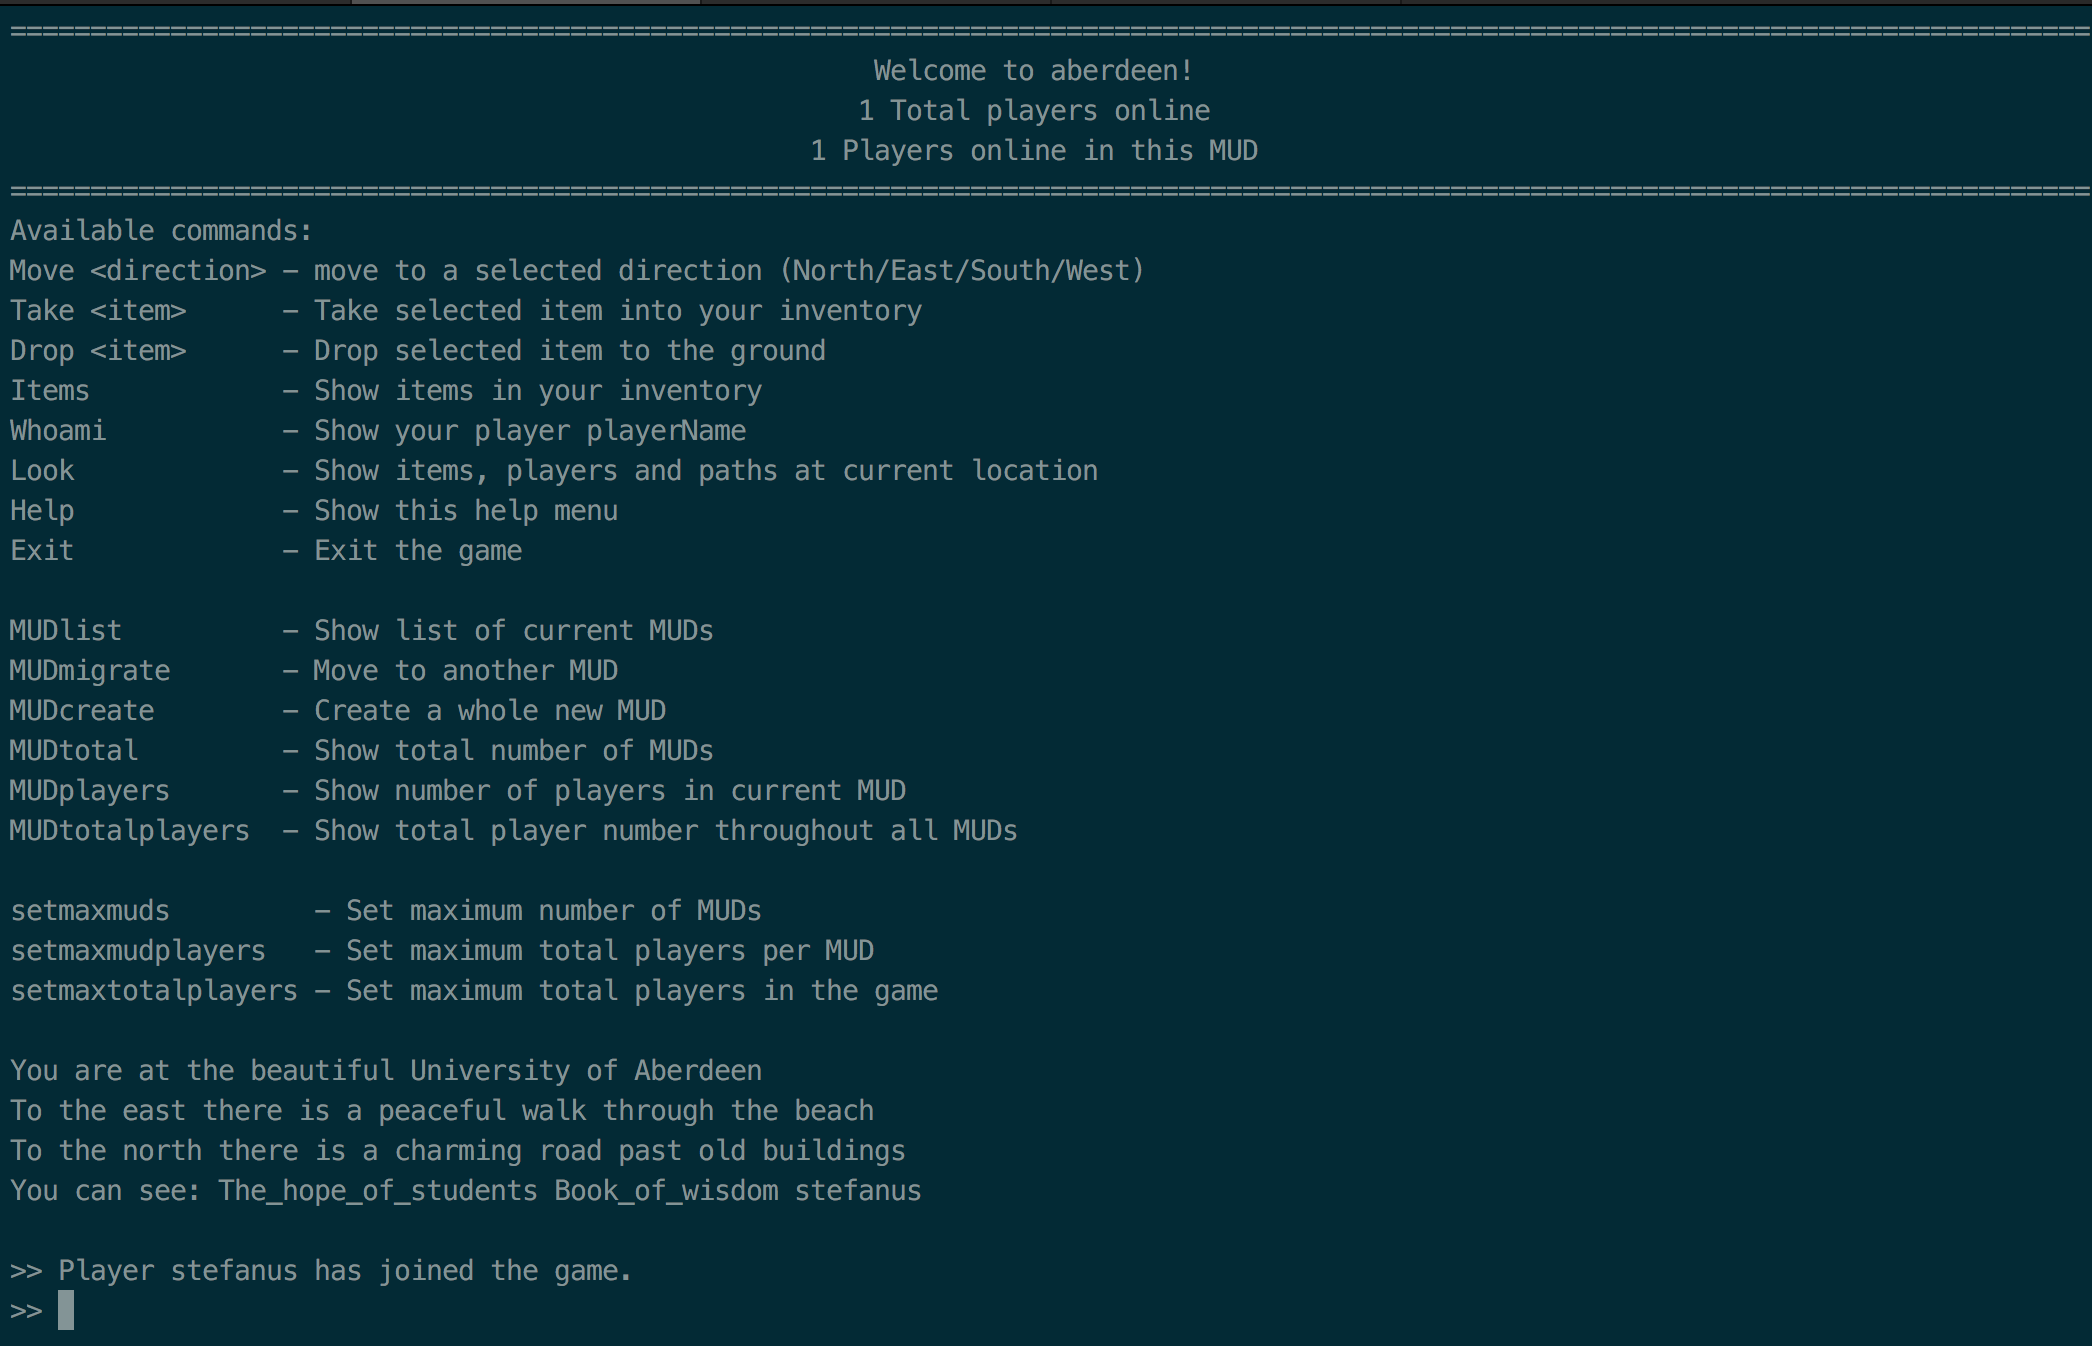 ==================================================================================================================================
Welcome to aberdeen!
1 Total players online
1 Players online in this MUD
==================================================================================================================================
Available commands:
Move <direction> - move to a selected direction (North/East/South/West)
Take <item>      - Take selected item into your inventory
Drop <item>      - Drop selected item to the ground
Items            - Show items in your inventory
Whoami           - Show your player playerName
Look             - Show items, players and paths at current location
Help             - Show this help menu
Exit             - Exit the game

MUDlist          - Show list of current MUDs
MUDmigrate       - Move to another MUD
MUDcreate        - Create a whole new MUD
MUDtotal         - Show total number of MUDs
MUDplayers       - Show number of players in current MUD
MUDtotalplayers  - Show total player number throughout all MUDs

setmaxmuds         - Set maximum number of MUDs
setmaxmudplayers   - Set maximum total players per MUD
setmaxtotalplayers - Set maximum total players in the game

You are at the beautiful University of Aberdeen
To the east there is a peaceful walk through the beach
To the north there is a charming road past old buildings
You can see: The_hope_of_students Book_of_wisdom stefanus

>> Player stefanus has joined the game.
>>